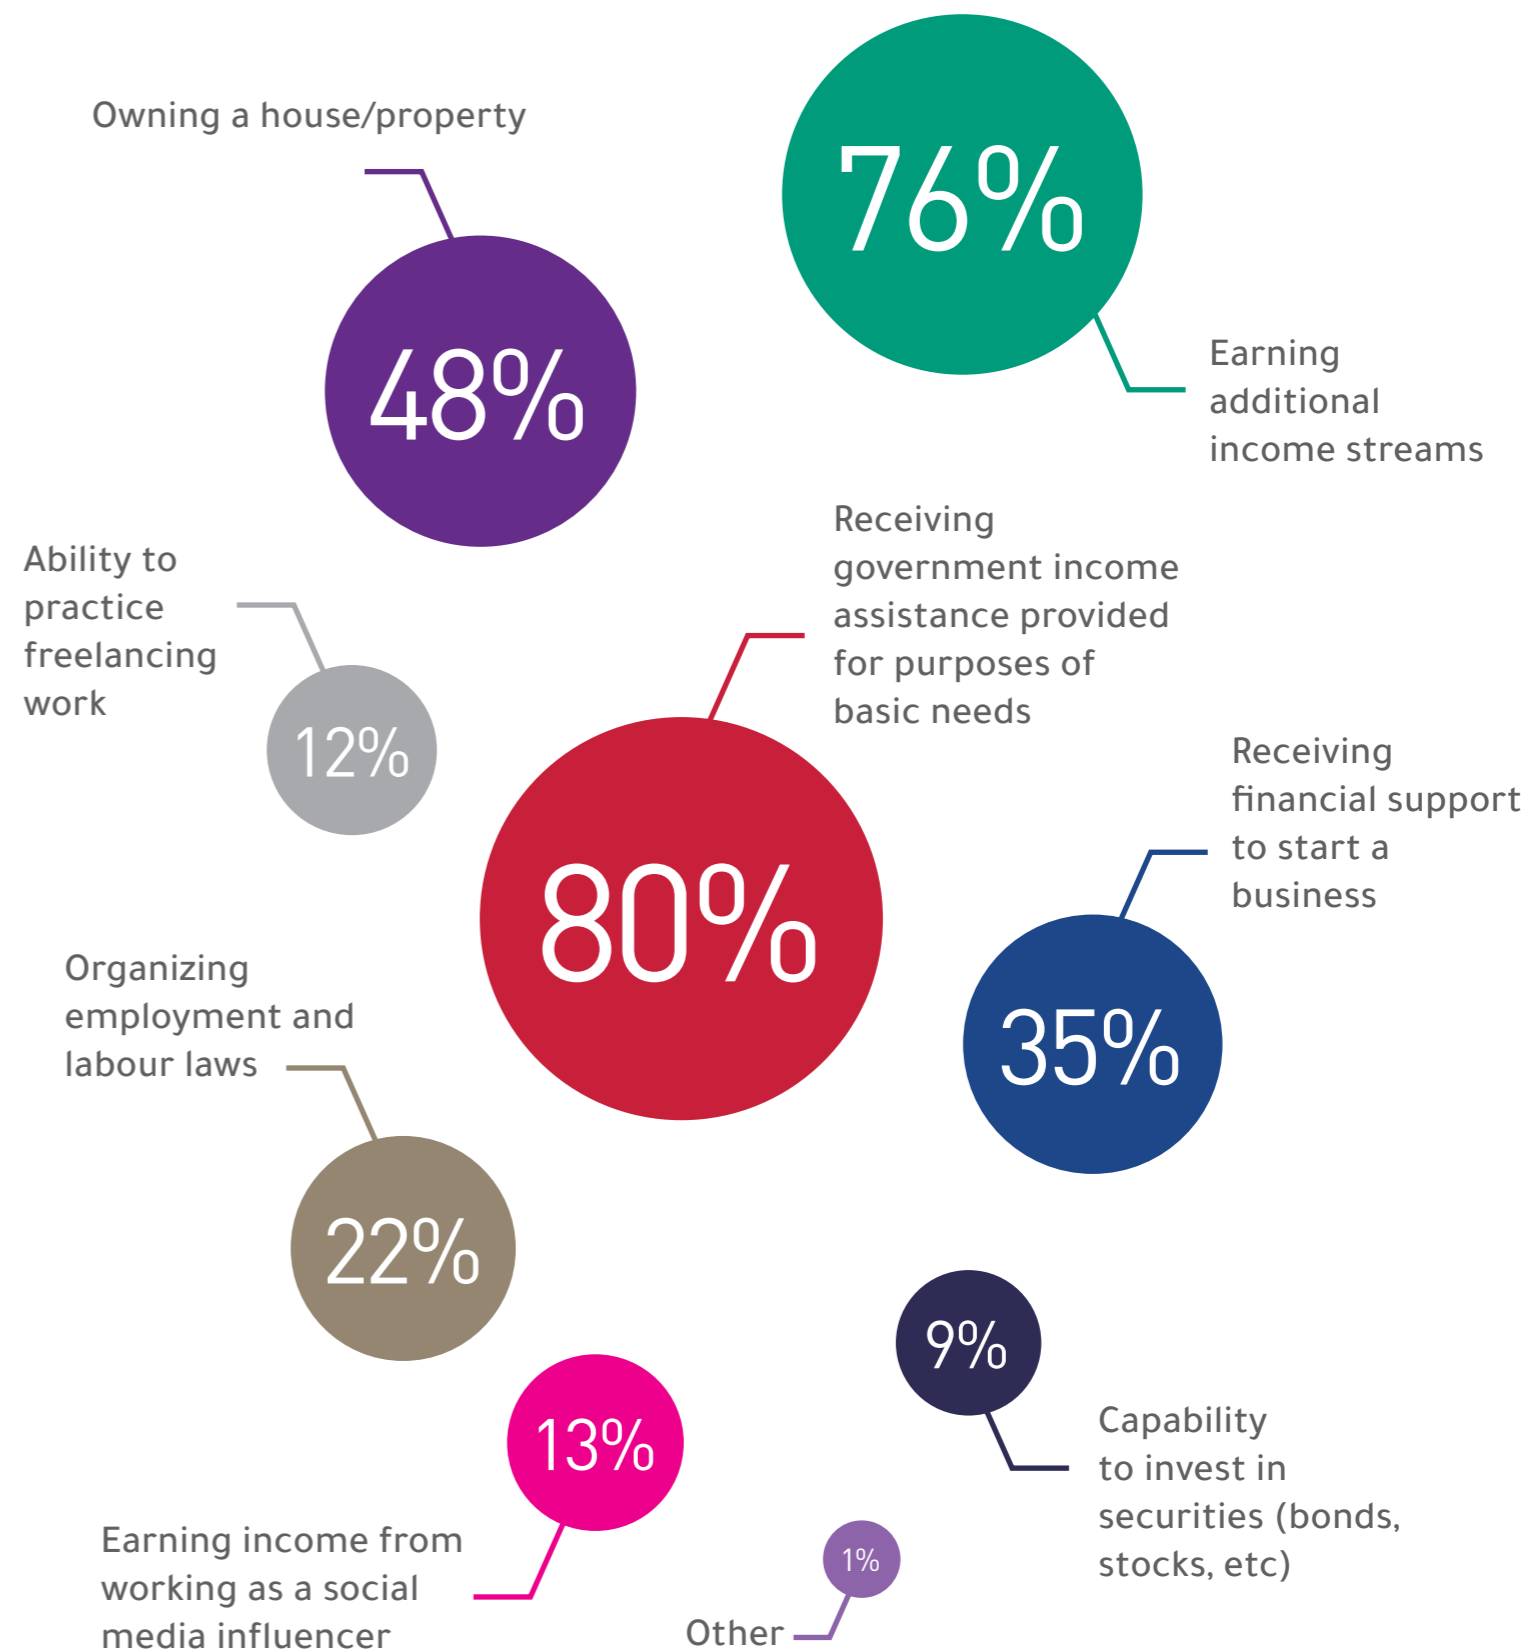 Owning a house/property
48%
76%
Earning
additional
income streams
Ability to
practice
freelancing
work
12%
Receiving
government income
assistance provided
for purposes of
basic needs
80%
Receiving
financial support
to start a
business
35%
Organizing
employment and
labour laws
22%
9%
Capability
to invest in
securities (bonds,
stocks, etc)
13%
Earning income from
working as a social
media influencer
1%
Other